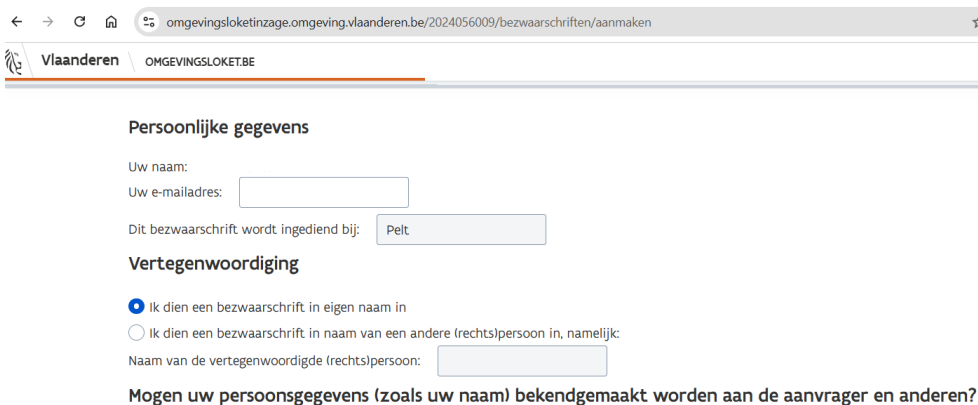 omgevingsloketinzage.omgeving.vlaanderen.be/2024056009/bezwaarschriften/aanmaken
Vlaanderen OMGEVINGSLOKET.BE
Persoonlijke gegevens
Uw naam:
Uw e-mailadres:
Dit bezwaarschrift wordt ingediend bij: Pelt
Vertegenwoordiging
Ik dien een bezwaarschrift in eigen naam in
Ik dien een bezwaarschrift in naam van een andere (rechts)persoon in, namelijk:
Naam van de vertegenwoordigde (rechts)persoon:
Mogen uw persoonsgegevens (zoals uw naam) bekendgemaakt worden aan de aanvrager en anderen?